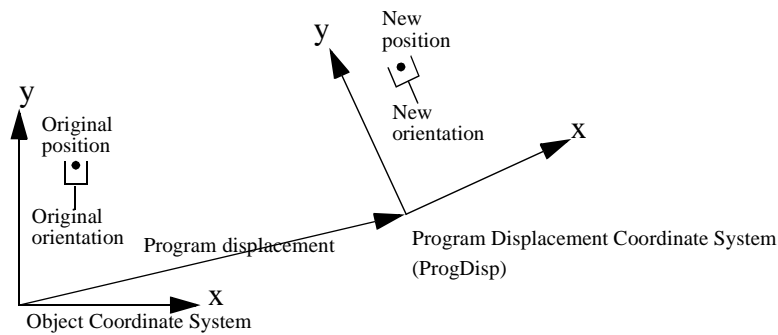 New
position
y
y
Original
position
New
orientation
x
Original
orientation
Program displacement
Program Displacement Coordinate System
(ProgDisp)
x
Object Coordinate System